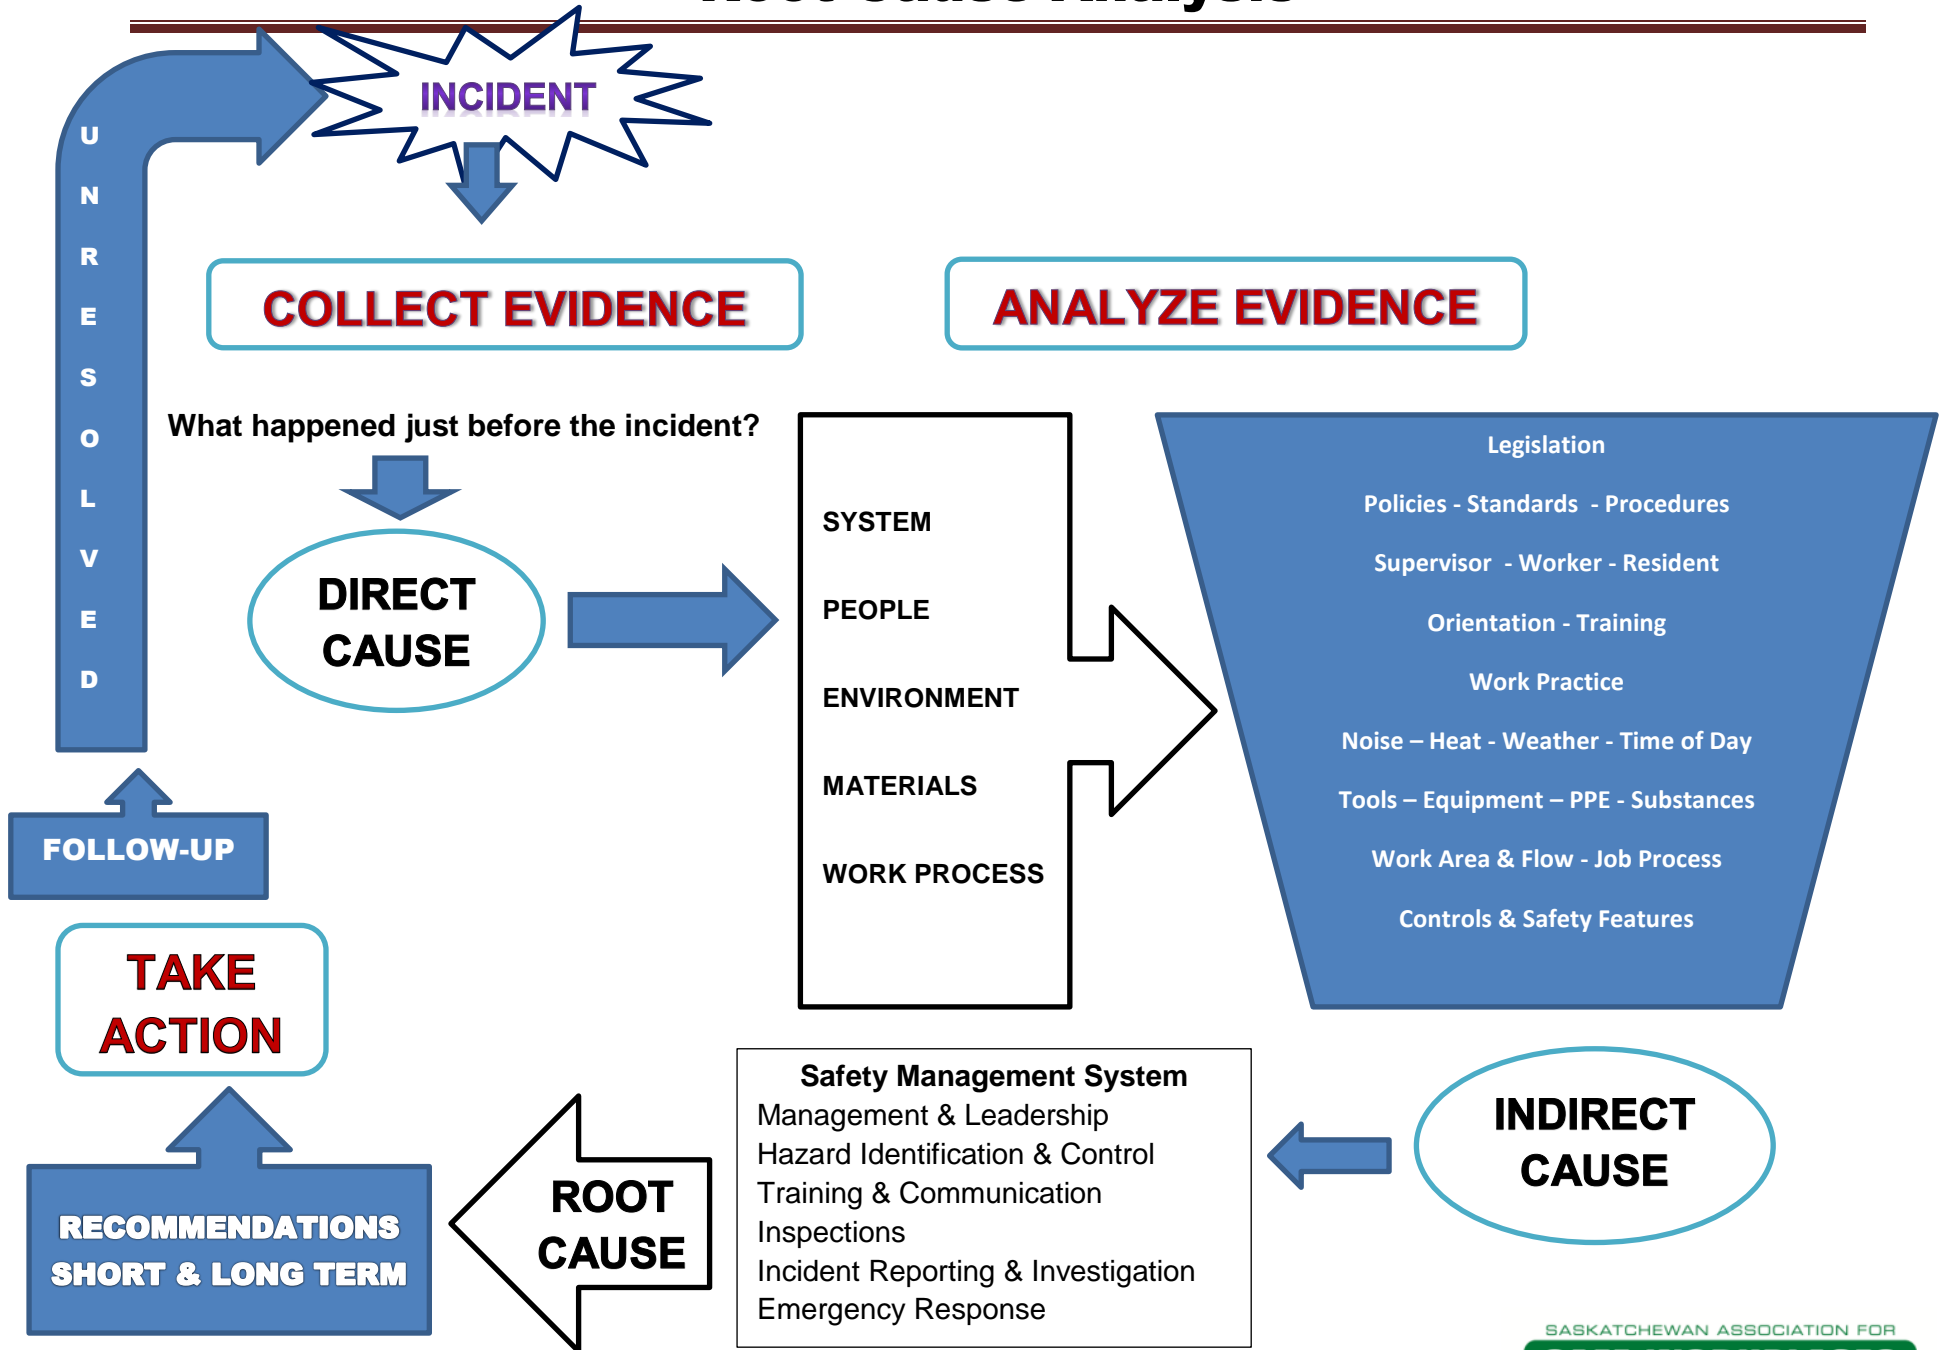 Root Cause Analysis
INCIDENT
UNRESOLVED
COLLECT EVIDENCE
ANALYZE EVIDENCE
What happened just before the incident?
DIRECT
CAUSE
SYSTEM
PEOPLE
ENVIRONMENT
MATERIALS
WORK PROCESS
Legislation
Policies - Standards - Procedures
Supervisor - Worker - Resident
Orientation - Training
Work Practice
Noise – Heat - Weather - Time of Day
Tools – Equipment – PPE - Substances
Work Area & Flow - Job Process
Controls & Safety Features
INDIRECT
CAUSE
Safety Management System
Management & Leadership
Hazard Identification & Control
Training & Communication
Inspections
Incident Reporting & Investigation
Emergency Response
ROOT
CAUSE
RECOMMENDATIONS
SHORT & LONG TERM
TAKE
ACTION
FOLLOW-UP
SASKATCHEWAN ASSOCIATION FOR